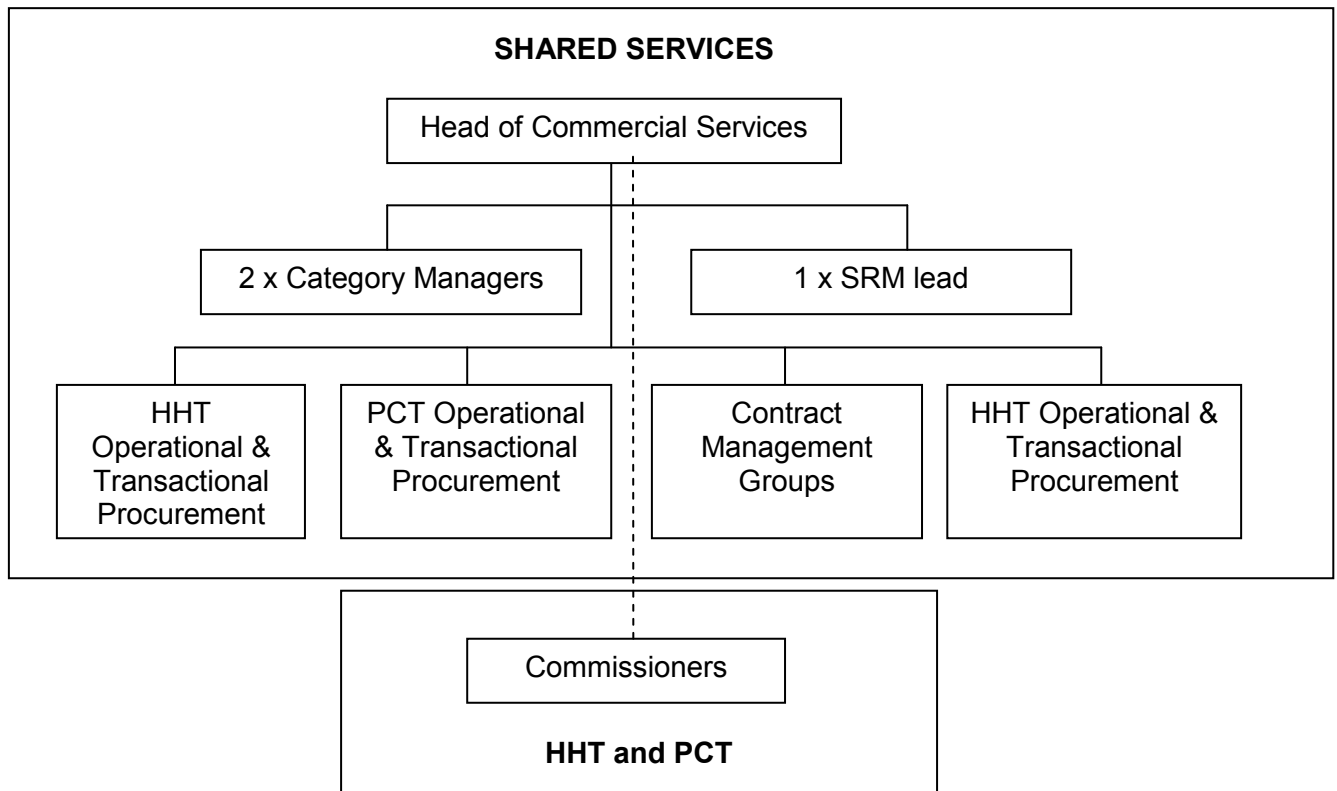 SHARED SERVICES
Head of Commercial Services
2 x Category Managers
1 x SRM lead
HHT
Operational &
Transactional
Procurement
PCT Operational
& Transactional
Procurement
Contract
Management
Groups
HHT Operational &
Transactional
Procurement
Commissioners
HHT and PCT